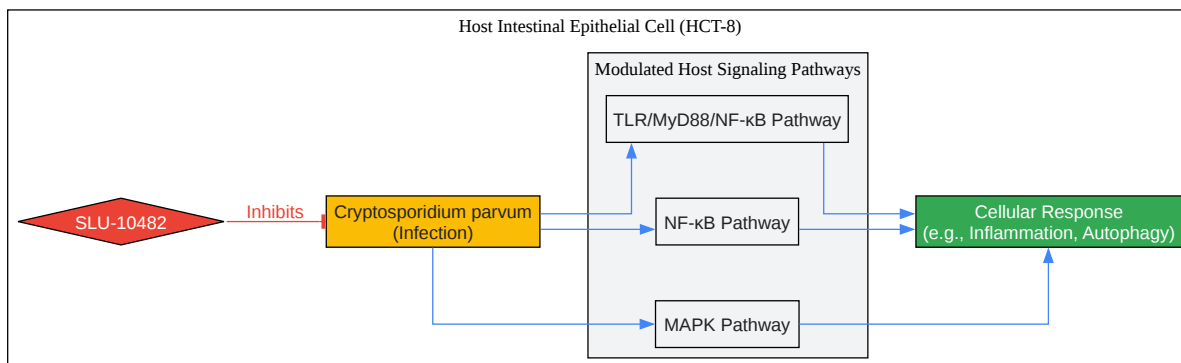 Host Intestinal Epithelial Cell (HCT-8)
Modulated Host Signaling Pathways
TLR/MyD88/NF-κB Pathway
SLU-10482
Inhibits
Cryptosporidium parvum
(Infection)
NF-κB Pathway
Cellular Response
(e.g., Inflammation, Autophagy)
MAPK Pathway